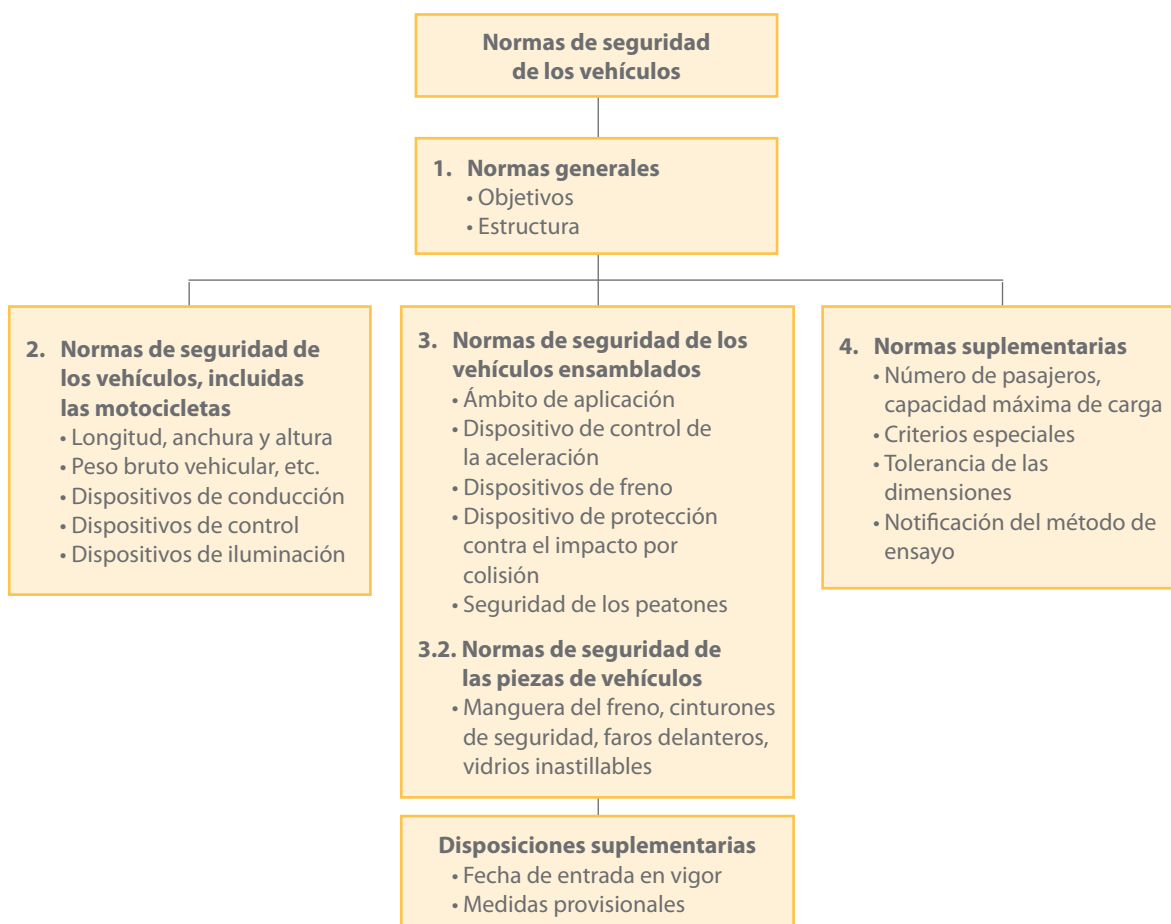 Normas de seguridad
de los vehículos
1. Normas generales
• Objetivos
• Estructura
2. Normas de seguridad de
los vehículos, incluidas
las motocicletas
• Longitud, anchura y altura
• Peso bruto vehicular, etc.
• Dispositivos de conducción
• Dispositivos de control
• Dispositivos de iluminación
3. Normas de seguridad de los
vehículos ensamblados
• Ámbito de aplicación
• Dispositivo de control de
la aceleración
• Dispositivos de freno
• Dispositivo de protección
contra el impacto por
colisión
• Seguridad de los peatones
3.2. Normas de seguridad de
las piezas de vehículos
• Manguera del freno, cinturones
de seguridad, faros delanteros,
vidrios inastillables
4. Normas suplementarias
• Número de pasajeros,
capacidad máxima de carga
• Criterios especiales
• Tolerancia de las
dimensiones
• Notificación del método de
ensayo
Disposiciones suplementarias
• Fecha de entrada en vigor
• Medidas provisionales